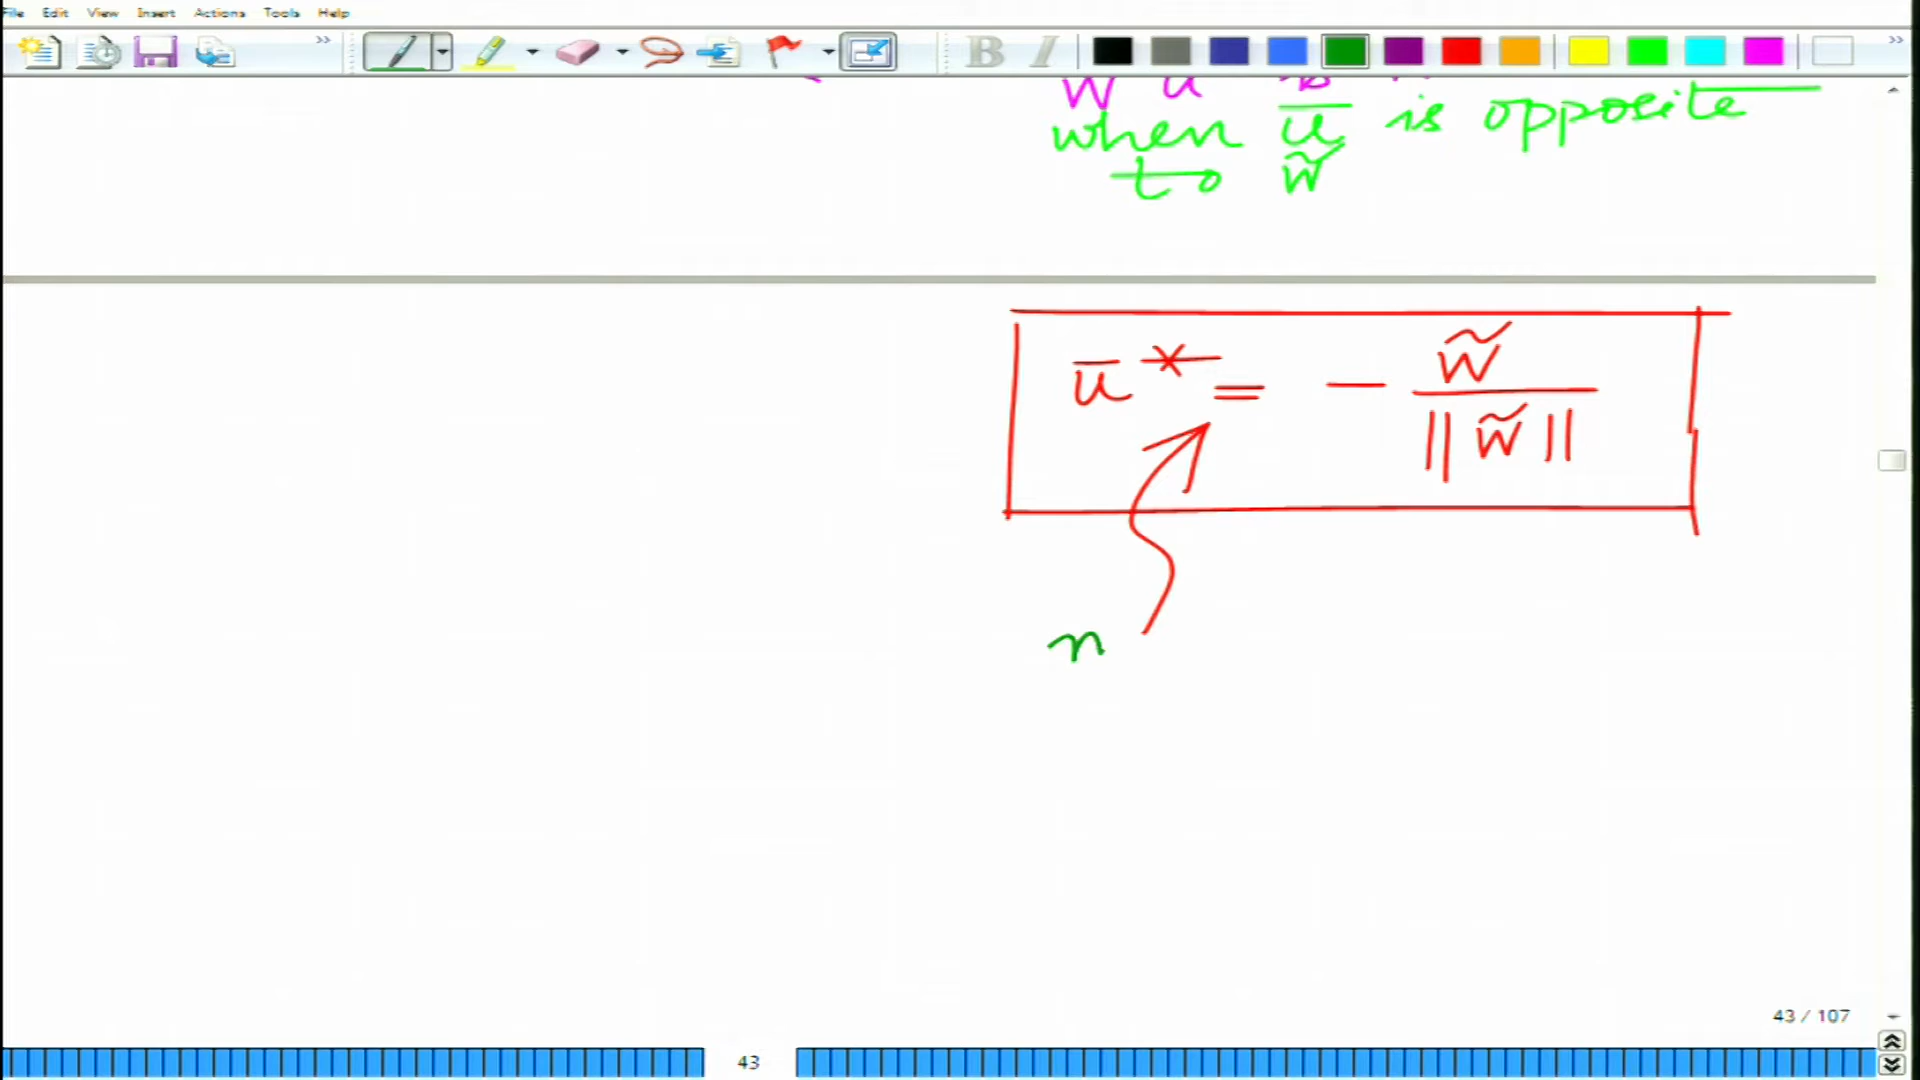 File Edit View Insert Actions Tools Help
B I
when u̅ is opposite
to w̃
u̅* = - w̃ / ||w̃||
n
43 / 107
43